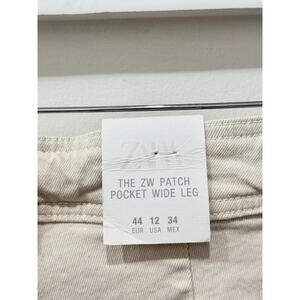 ZARA
THE ZW PATCH
POCKET WIDE LEG
44 12 34
EUR USA MEX